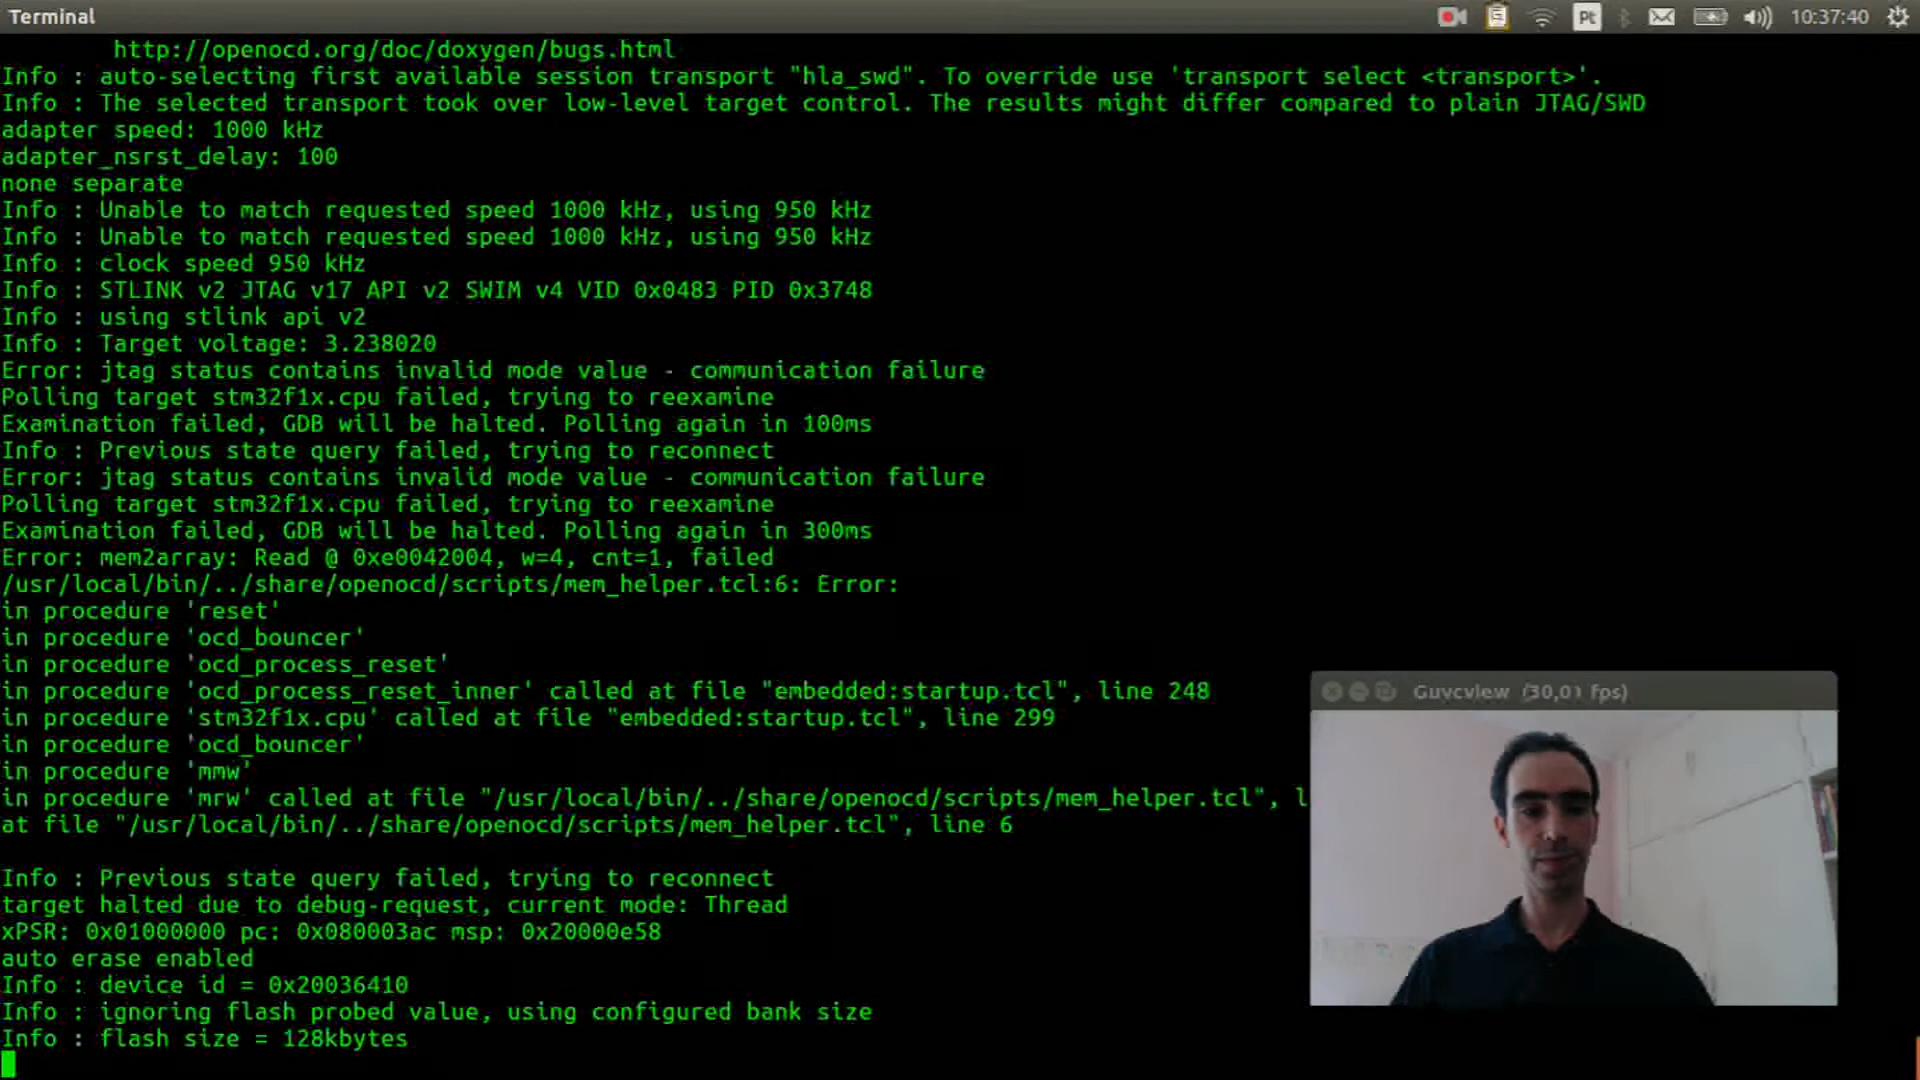 Terminal
Pt
10:37:40
http://openocd.org/doc/doxygen/bugs.html
Info : auto-selecting first available session transport "hla_swd". To override use 'transport select <transport>'.
Info : The selected transport took over low-level target control. The results might differ compared to plain JTAG/SWD
adapter speed: 1000 kHz
adapter_nsrst_delay: 100
none separate
Info : Unable to match requested speed 1000 kHz, using 950 kHz
Info : Unable to match requested speed 1000 kHz, using 950 kHz
Info : clock speed 950 kHz
Info : STLINK v2 JTAG v17 API v2 SWIM v4 VID 0x0483 PID 0x3748
Info : using stlink api v2
Info : Target voltage: 3.238020
Error: jtag status contains invalid mode value - communication failure
Polling target stm32f1x.cpu failed, trying to reexamine
Examination failed, GDB will be halted. Polling again in 100ms
Info : Previous state query failed, trying to reconnect
Error: jtag status contains invalid mode value - communication failure
Polling target stm32f1x.cpu failed, trying to reexamine
Examination failed, GDB will be halted. Polling again in 300ms
Error: mem2array: Read @ 0xe0042004, w=4, cnt=1, failed
/usr/local/bin/../share/openocd/scripts/mem_helper.tcl:6: Error:
in procedure 'reset'
in procedure 'ocd_bouncer'
in procedure 'ocd_process_reset'
in procedure 'ocd_process_reset_inner' called at file "embedded:startup.tcl", line 248
in procedure 'stm32f1x.cpu' called at file "embedded:startup.tcl", line 299
in procedure 'ocd_bouncer'
in procedure 'mmw'
in procedure 'mrw' called at file "/usr/local/bin/../share/openocd/scripts/mem_helper.tcl", l
at file "/usr/local/bin/../share/openocd/scripts/mem_helper.tcl", line 6
Info : Previous state query failed, trying to reconnect
target halted due to debug-request, current mode: Thread
xPSR: 0x01000000 pc: 0x080003ac msp: 0x20000e58
auto erase enabled
Info : device id = 0x20036410
Info : ignoring flash probed value, using configured bank size
Info : flash size = 128kbytes
Guvcview (30,01 fps)